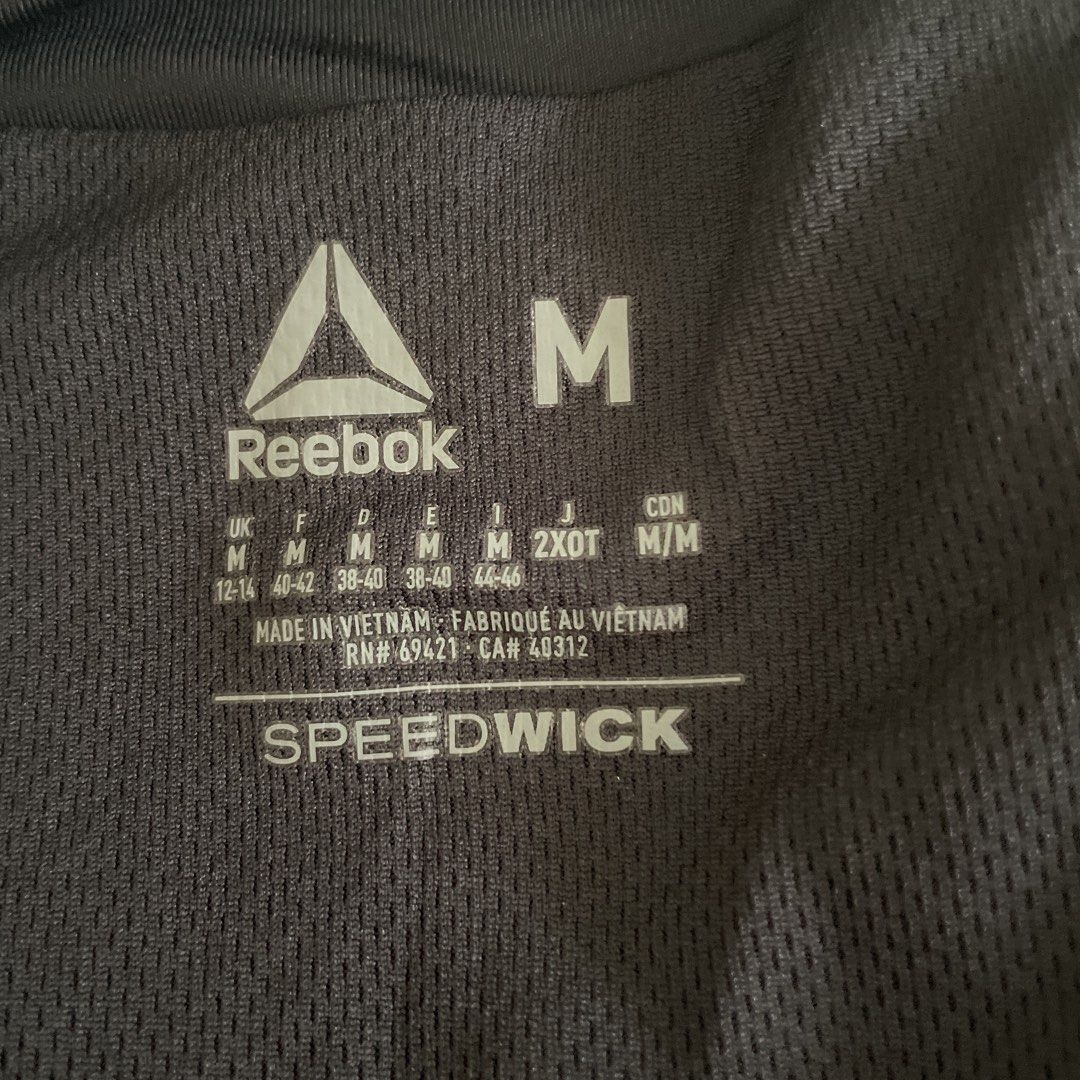 M
Reebok
UK F D E I J CDN
M M M M M 2XOT M/M
12-14 40-42 38-40 38-40 44-46
MADE IN VIETNAM · FABRIQUÉ AU VIÊTNAM
RN# 69421 · CA# 40312
SPEEDWICK